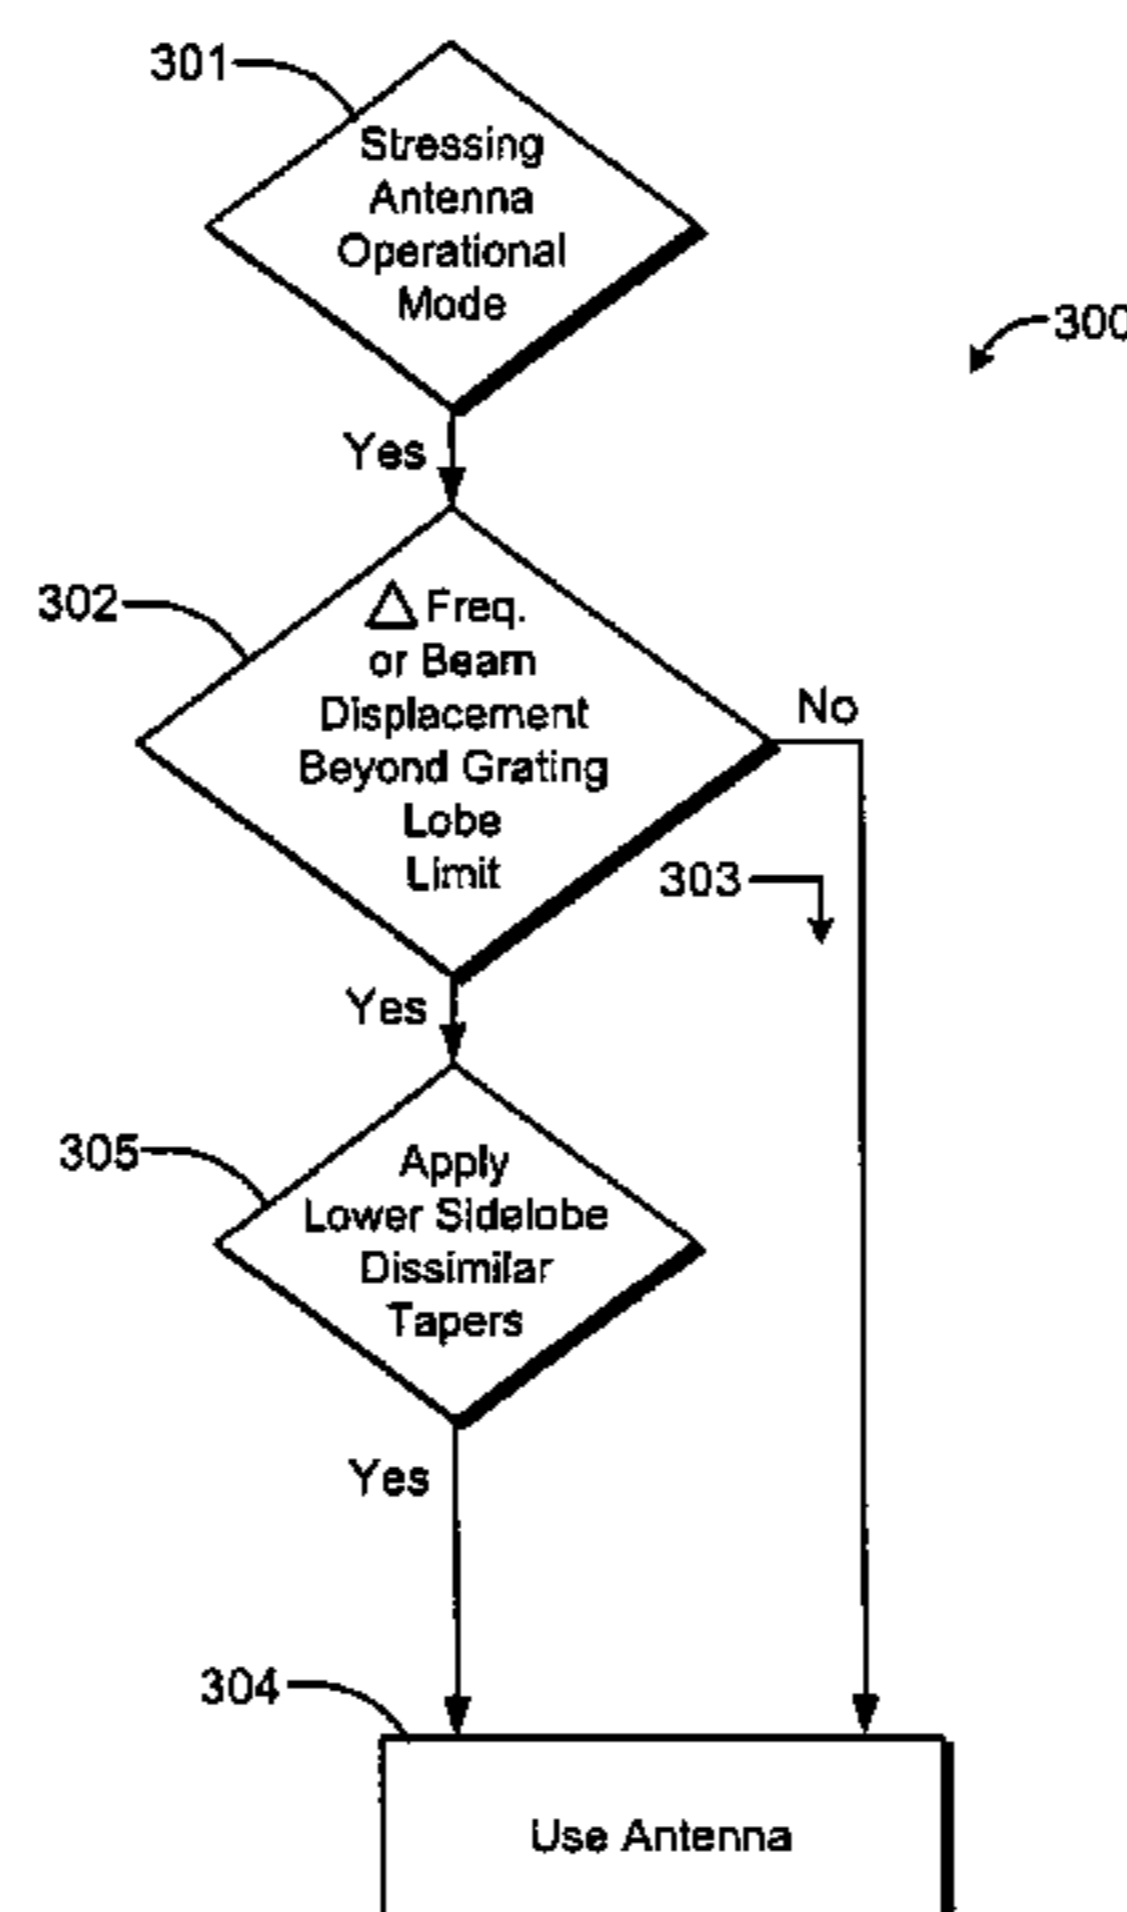 301
Stressing
Antenna
Operational
Mode
300
Yes
302
△ Freq.
or Beam
Displacement
Beyond Grating
Lobe
Limit
No
303
Yes
305
Apply
Lower Sidelobe
Dissimilar
Tapers
Yes
304
Use Antenna